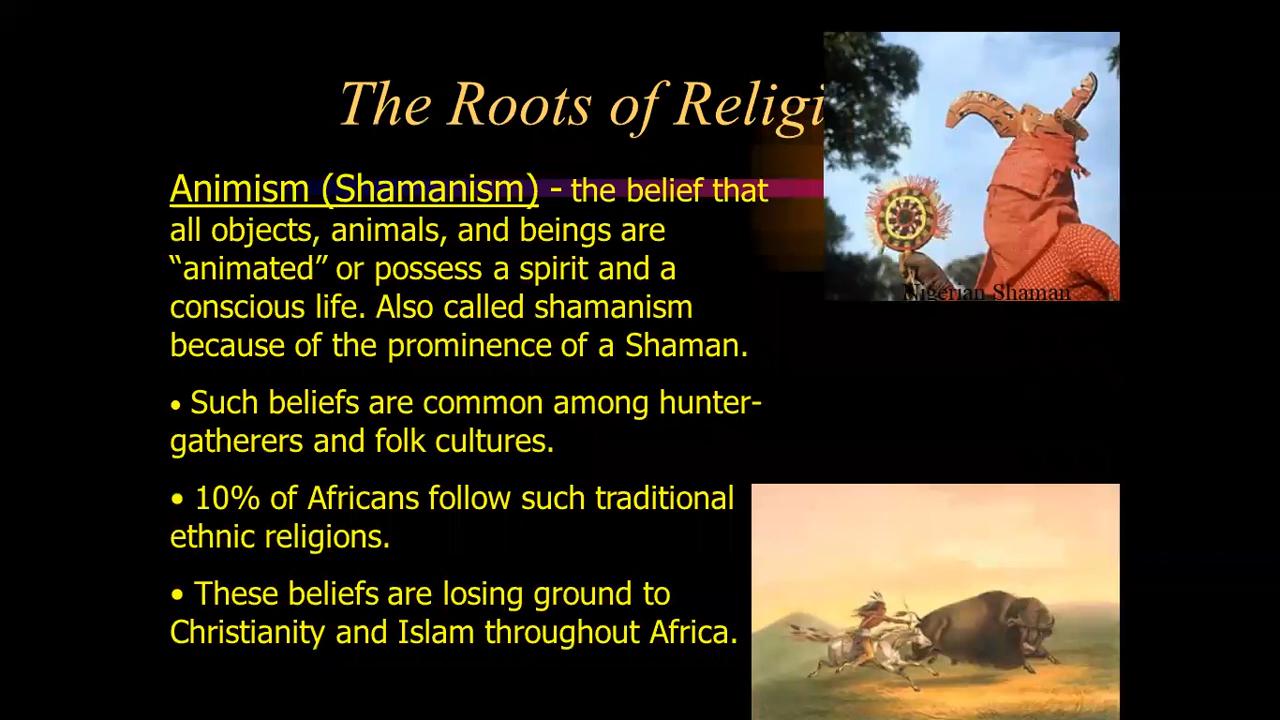 The Roots of Religi
Animism (Shamanism) - the belief that
all objects, animals, and beings are
“animated” or possess a spirit and a
conscious life. Also called shamanism
because of the prominence of a Shaman.
• Such beliefs are common among hunter-
gatherers and folk cultures.
• 10% of Africans follow such traditional
ethnic religions.
• These beliefs are losing ground to
Christianity and Islam throughout Africa.
Nigerian Shaman